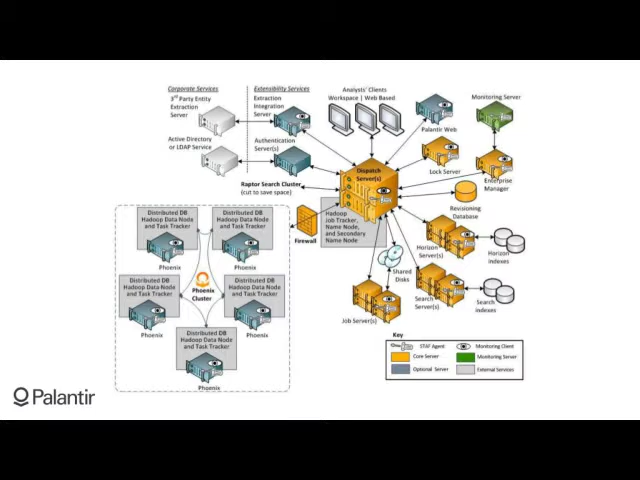 Corporate Services
3rd Party Entity
Extraction
Server
Active Directory
or LDAP Service
Extensibility Services
Extraction
Integration
Server
Authentication
Server(s)
Raptor Search Cluster
(cut to save space)
Analysts' Clients
Workspace | Web Based
Palantir Web
Monitoring Server
Lock Server
Enterprise
Manager
Dispatch
Server(s)
Revisioning
Database
Hadoop
Job Tracker,
Name Node,
and Secondary
Name Node
Firewall
Horizon
Server(s)
Horizon
indexes
Shared
Disks
Search
Server(s)
Search
indexes
Job Server(s)
Distributed DB
Hadoop Data Node
and Task Tracker
Phoenix
Distributed DB
Hadoop Data Node
and Task Tracker
Phoenix
Distributed DB
Hadoop Data Node
and Task Tracker
Phoenix
Phoenix
Cluster
Distributed DB
Hadoop Data Node
and Task Tracker
Phoenix
Distributed DB
Hadoop Data Node
and Task Tracker
Phoenix
Key
STAF Agent
Monitoring Client
Core Server
Monitoring Server
Optional Server
External Services
Palantir